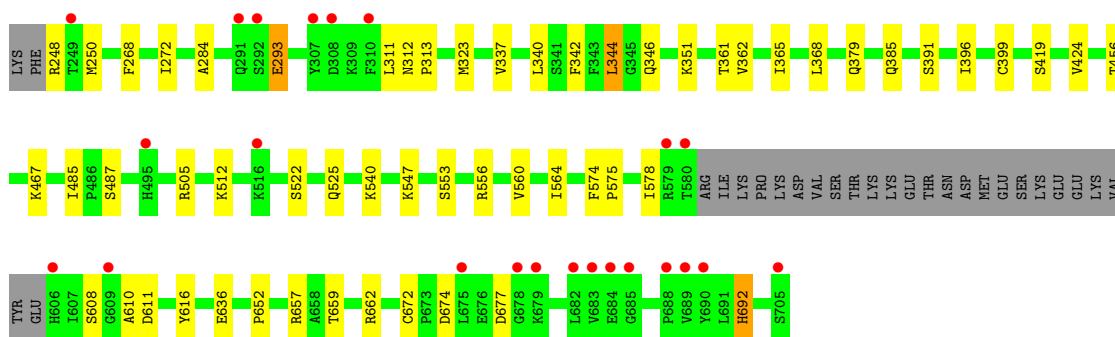 LYS PHE R248 T249 M250 F268 I272 A284 Q291 S292 E293 Y307 D308 K309 F310 L311 N312 P313 M323 V337 L340 S341 F342 F343 L344 G345 Q346 K351 T361 V362 I365 L368 Q379 Q385 S391 I396 C399 S419 V424 T456
K467 I485 P486 S487 H495 R505 K512 K516 S522 Q525 K540 K547 S553 R556 V560 I564 F574 P575 I578 R579 T580 ARG ILE LYS PRO LYS ASP VAL SER THR LYS LYS GLU THR ASN ASP MET GLU SER LYS GLU GLU LYS VAL
TYR GLU H606 I607 S608 G609 A610 D611 Y616 E636 P652 R657 A658 T659 R662 C672 P673 D674 L675 E676 D677 G678 K679 L682 V683 E684 G685 P688 V689 Y690 L691 H692 S705